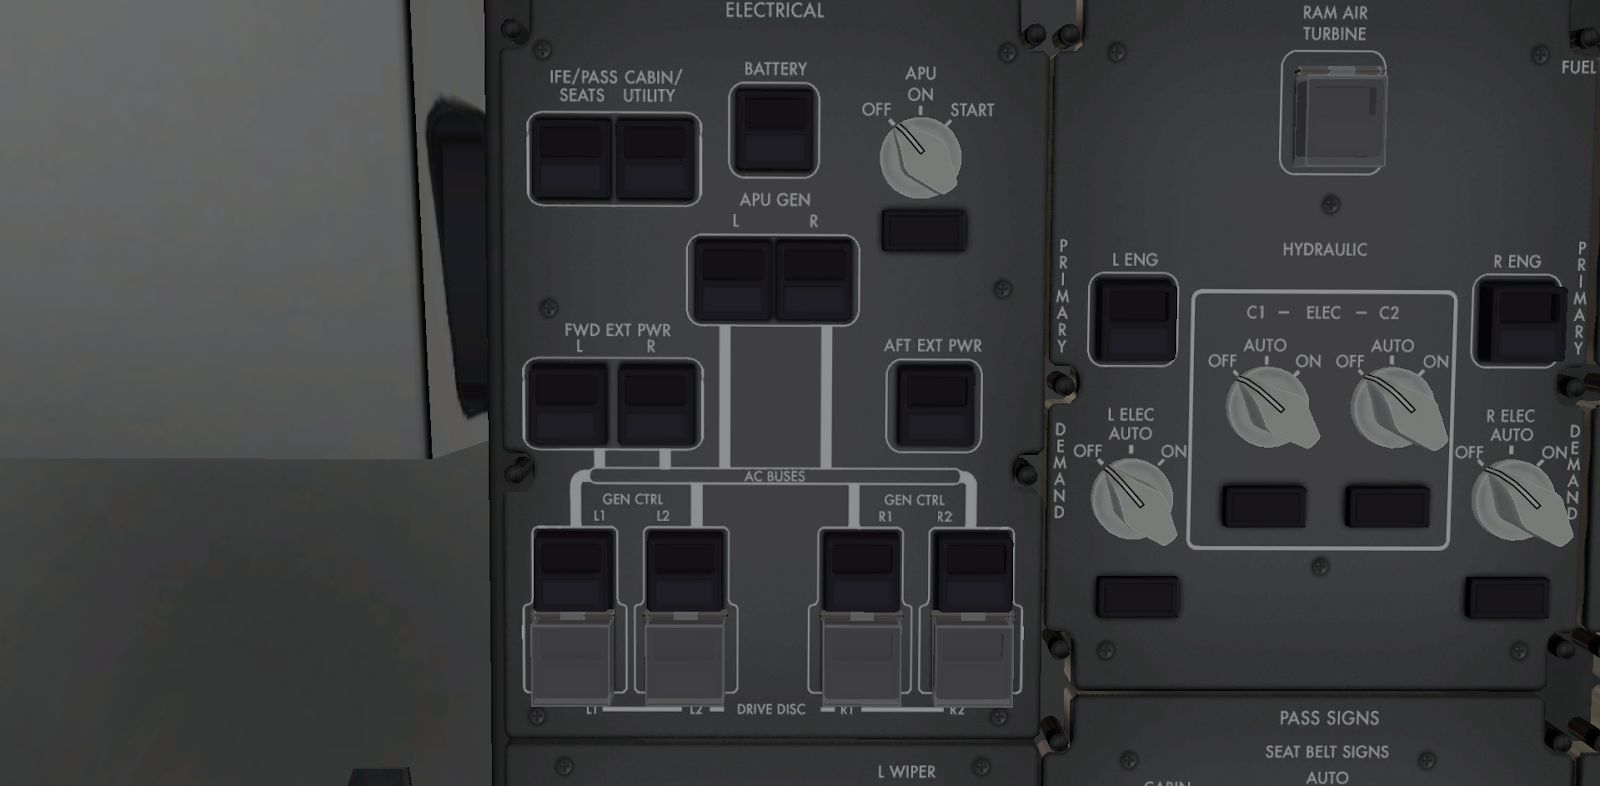 ELECTRICAL
IFE/PASS CABIN/
SEATS UTILITY
BATTERY
APU
ON
OFF START
APU GEN
L R
FWD EXT PWR
L R
AFT EXT PWR
AC BUSES
GEN CTRL
L1 L2
GEN CTRL
R1 R2
L1 L2 DRIVE DISC R1 R2
L WIPER
RAM AIR
TURBINE
FUEL
HYDRAULIC
PRIMARY
L ENG
R ENG
PRIMARY
C1 - ELEC - C2
AUTO
OFF ON
AUTO
OFF ON
DEMAND
L ELEC
AUTO
OFF ON
R ELEC
AUTO
OFF ON
DEMAND
PASS SIGNS
SEAT BELT SIGNS
AUTO
CABIN